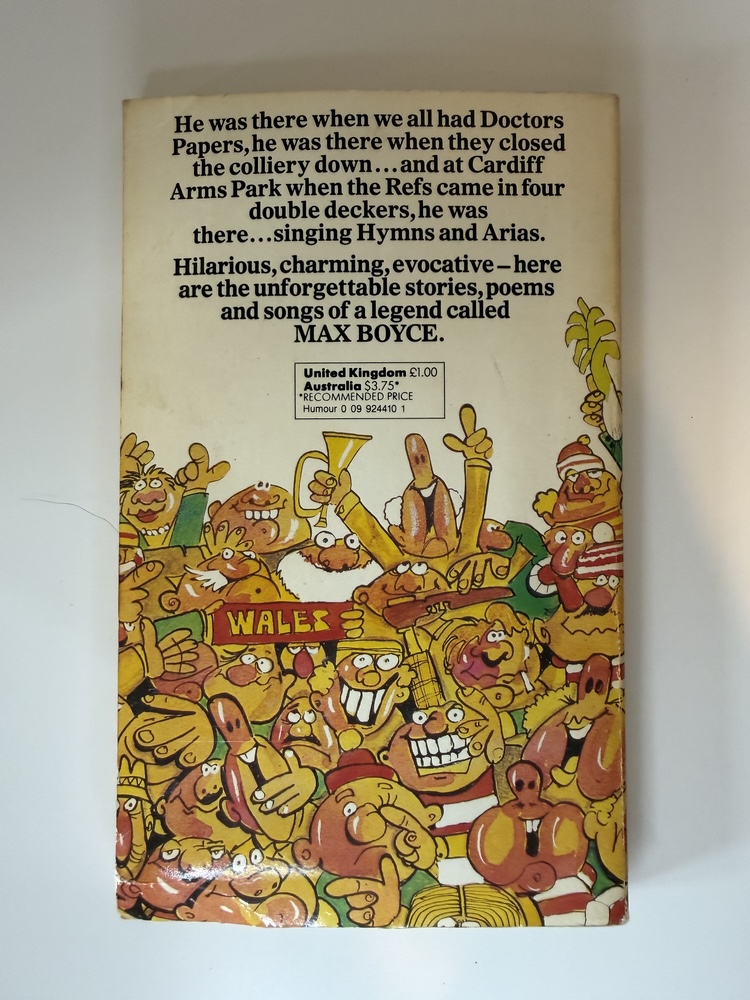 He was there when we all had Doctors
Papers, he was there when they closed
the colliery down...and at Cardiff
Arms Park when the Refs came in four
double deckers, he was
there...singing Hymns and Arias.
Hilarious, charming, evocative – here
are the unforgettable stories, poems
and songs of a legend called
MAX BOYCE.
United Kingdom £1.00
Australia $3.75*
*RECOMMENDED PRICE
Humour 0 09 924410 1
WALES